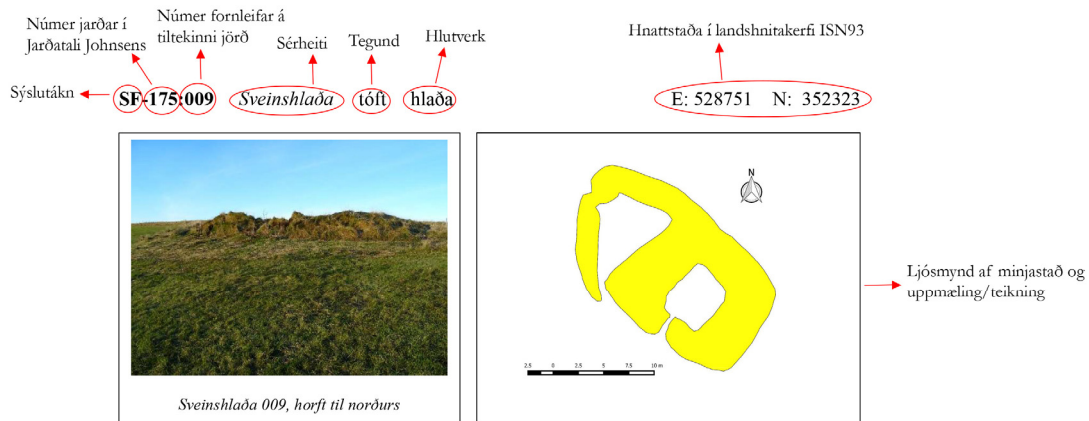 Númer jarðar í
Jarðatali Johnsens
Númer fornleifar á
tiltekinni jörð
Sérheiti
Tegund
Hlutverk
Hnattstaða í landshnitakerfi ISN93
Sýslutákn
SF-175:009 Sveinshlaða tóft hlaða E: 528751 N: 352323
N
Ljósmynd af minjastað og
uppmæling/teikning
2.5 0 2.5 5 7.5 10 m
Sveinshlaða 009, horft til norðurs